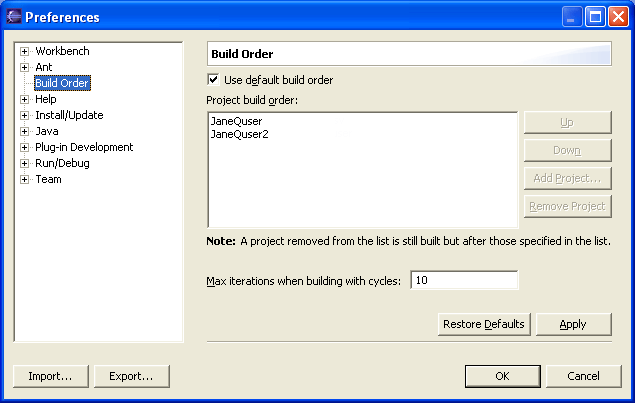 Preferences
Workbench
Ant
Build Order
Help
Install/Update
Java
Plug-in Development
Run/Debug
Team
Build Order
Use default build order
Project build order:
JaneQuser
JaneQuser2
Up
Down
Add Project...
Remove Project
Note: A project removed from the list is still built but after those specified in the list.
Max iterations when building with cycles: 10
Restore Defaults Apply
Import... Export... OK Cancel